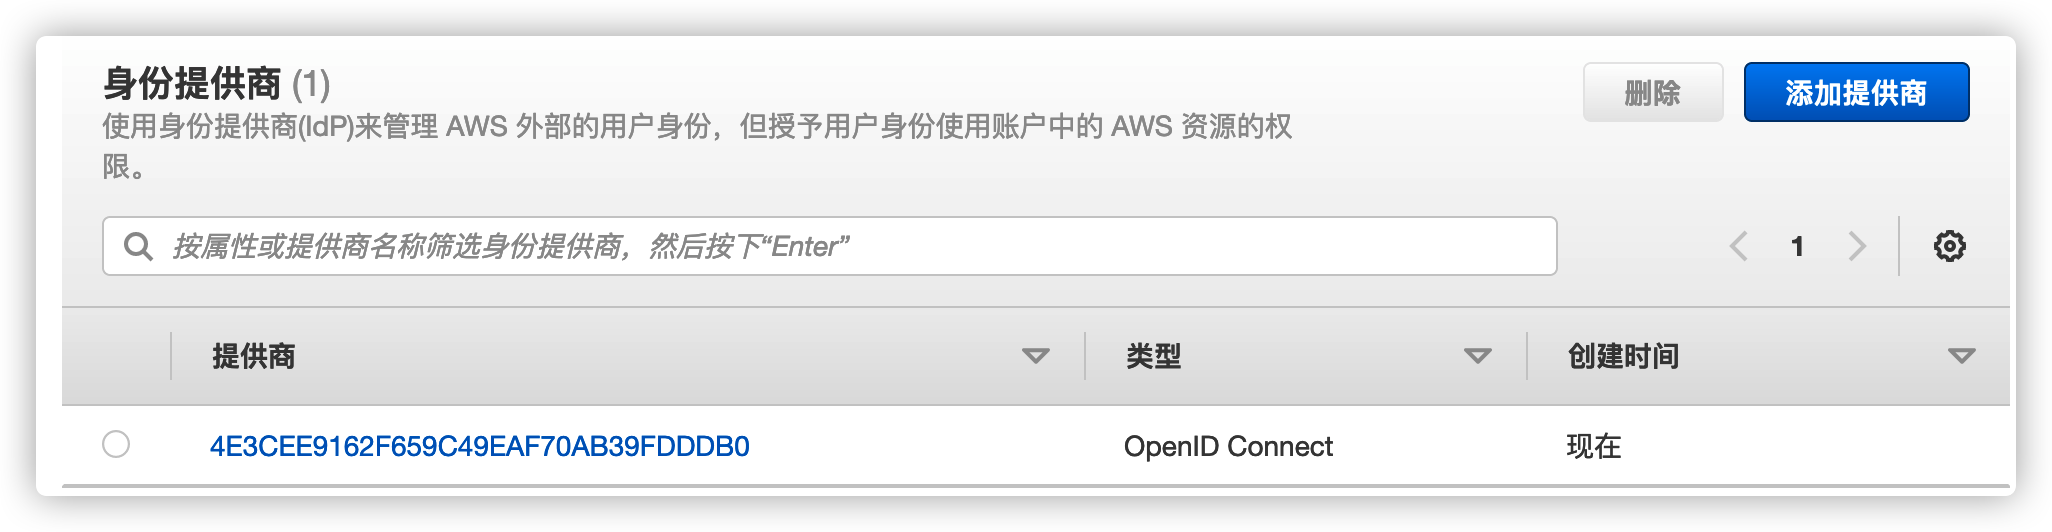 身份提供商 (1)
删除
添加提供商
使用身份提供商(IdP)来管理 AWS 外部的用户身份，但授予用户身份使用账户中的 AWS 资源的权
限。
按属性或提供商名称筛选身份提供商，然后按下“Enter”
1
提供商 类型 创建时间
4E3CEE9162F659C49EAF70AB39FDDDB0 OpenID Connect 现在